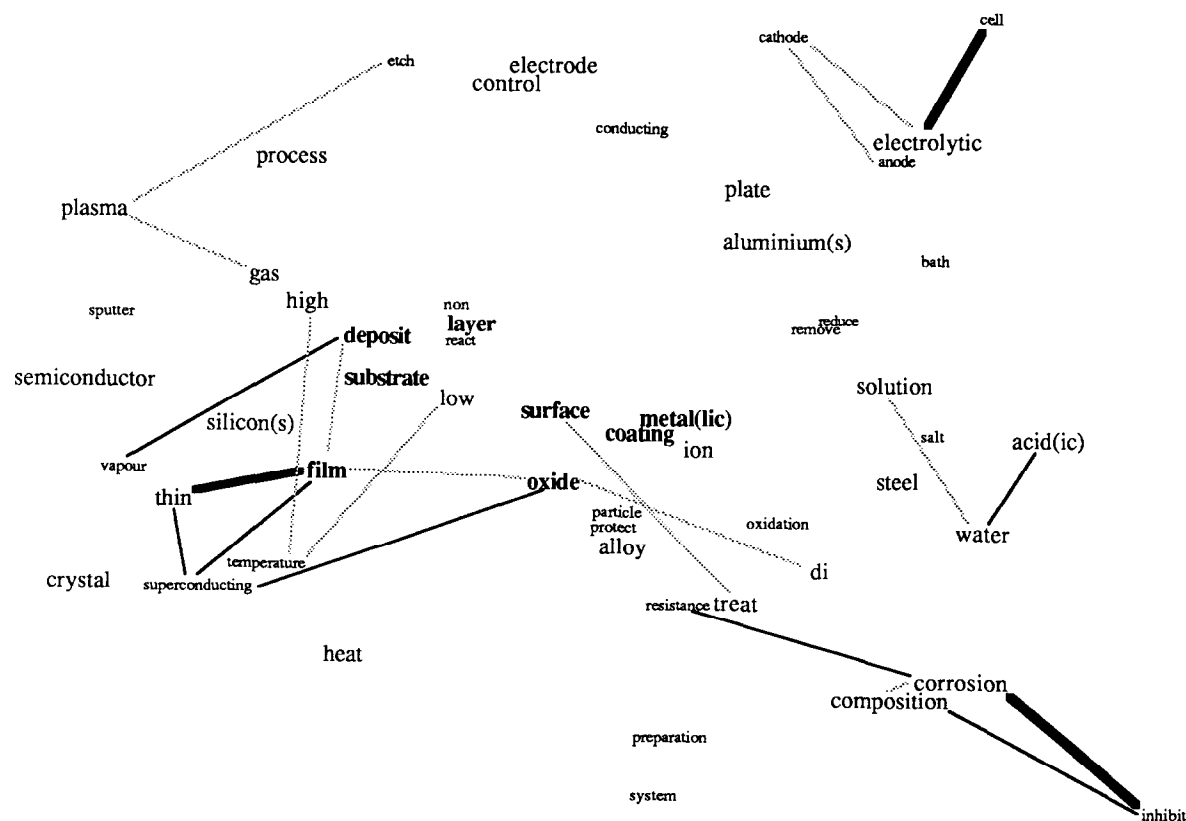 cell
cathode
etch
electrode
control
conducting
electrolytic
anode
process
plate
plasma
aluminium(s)
bath
gas
high
non
sputter
layer
reduce
remove
deposit
react
semiconductor
substrate
solution
low
surface
metal(lic)
silicon(s)
coating
salt
acid(ic)
ion
vapour
film
oxide
steel
thin
particle
protect
oxidation
alloy
water
temperature
di
crystal
superconducting
resistance treat
heat
corrosion
composition
preparation
system
inhibit